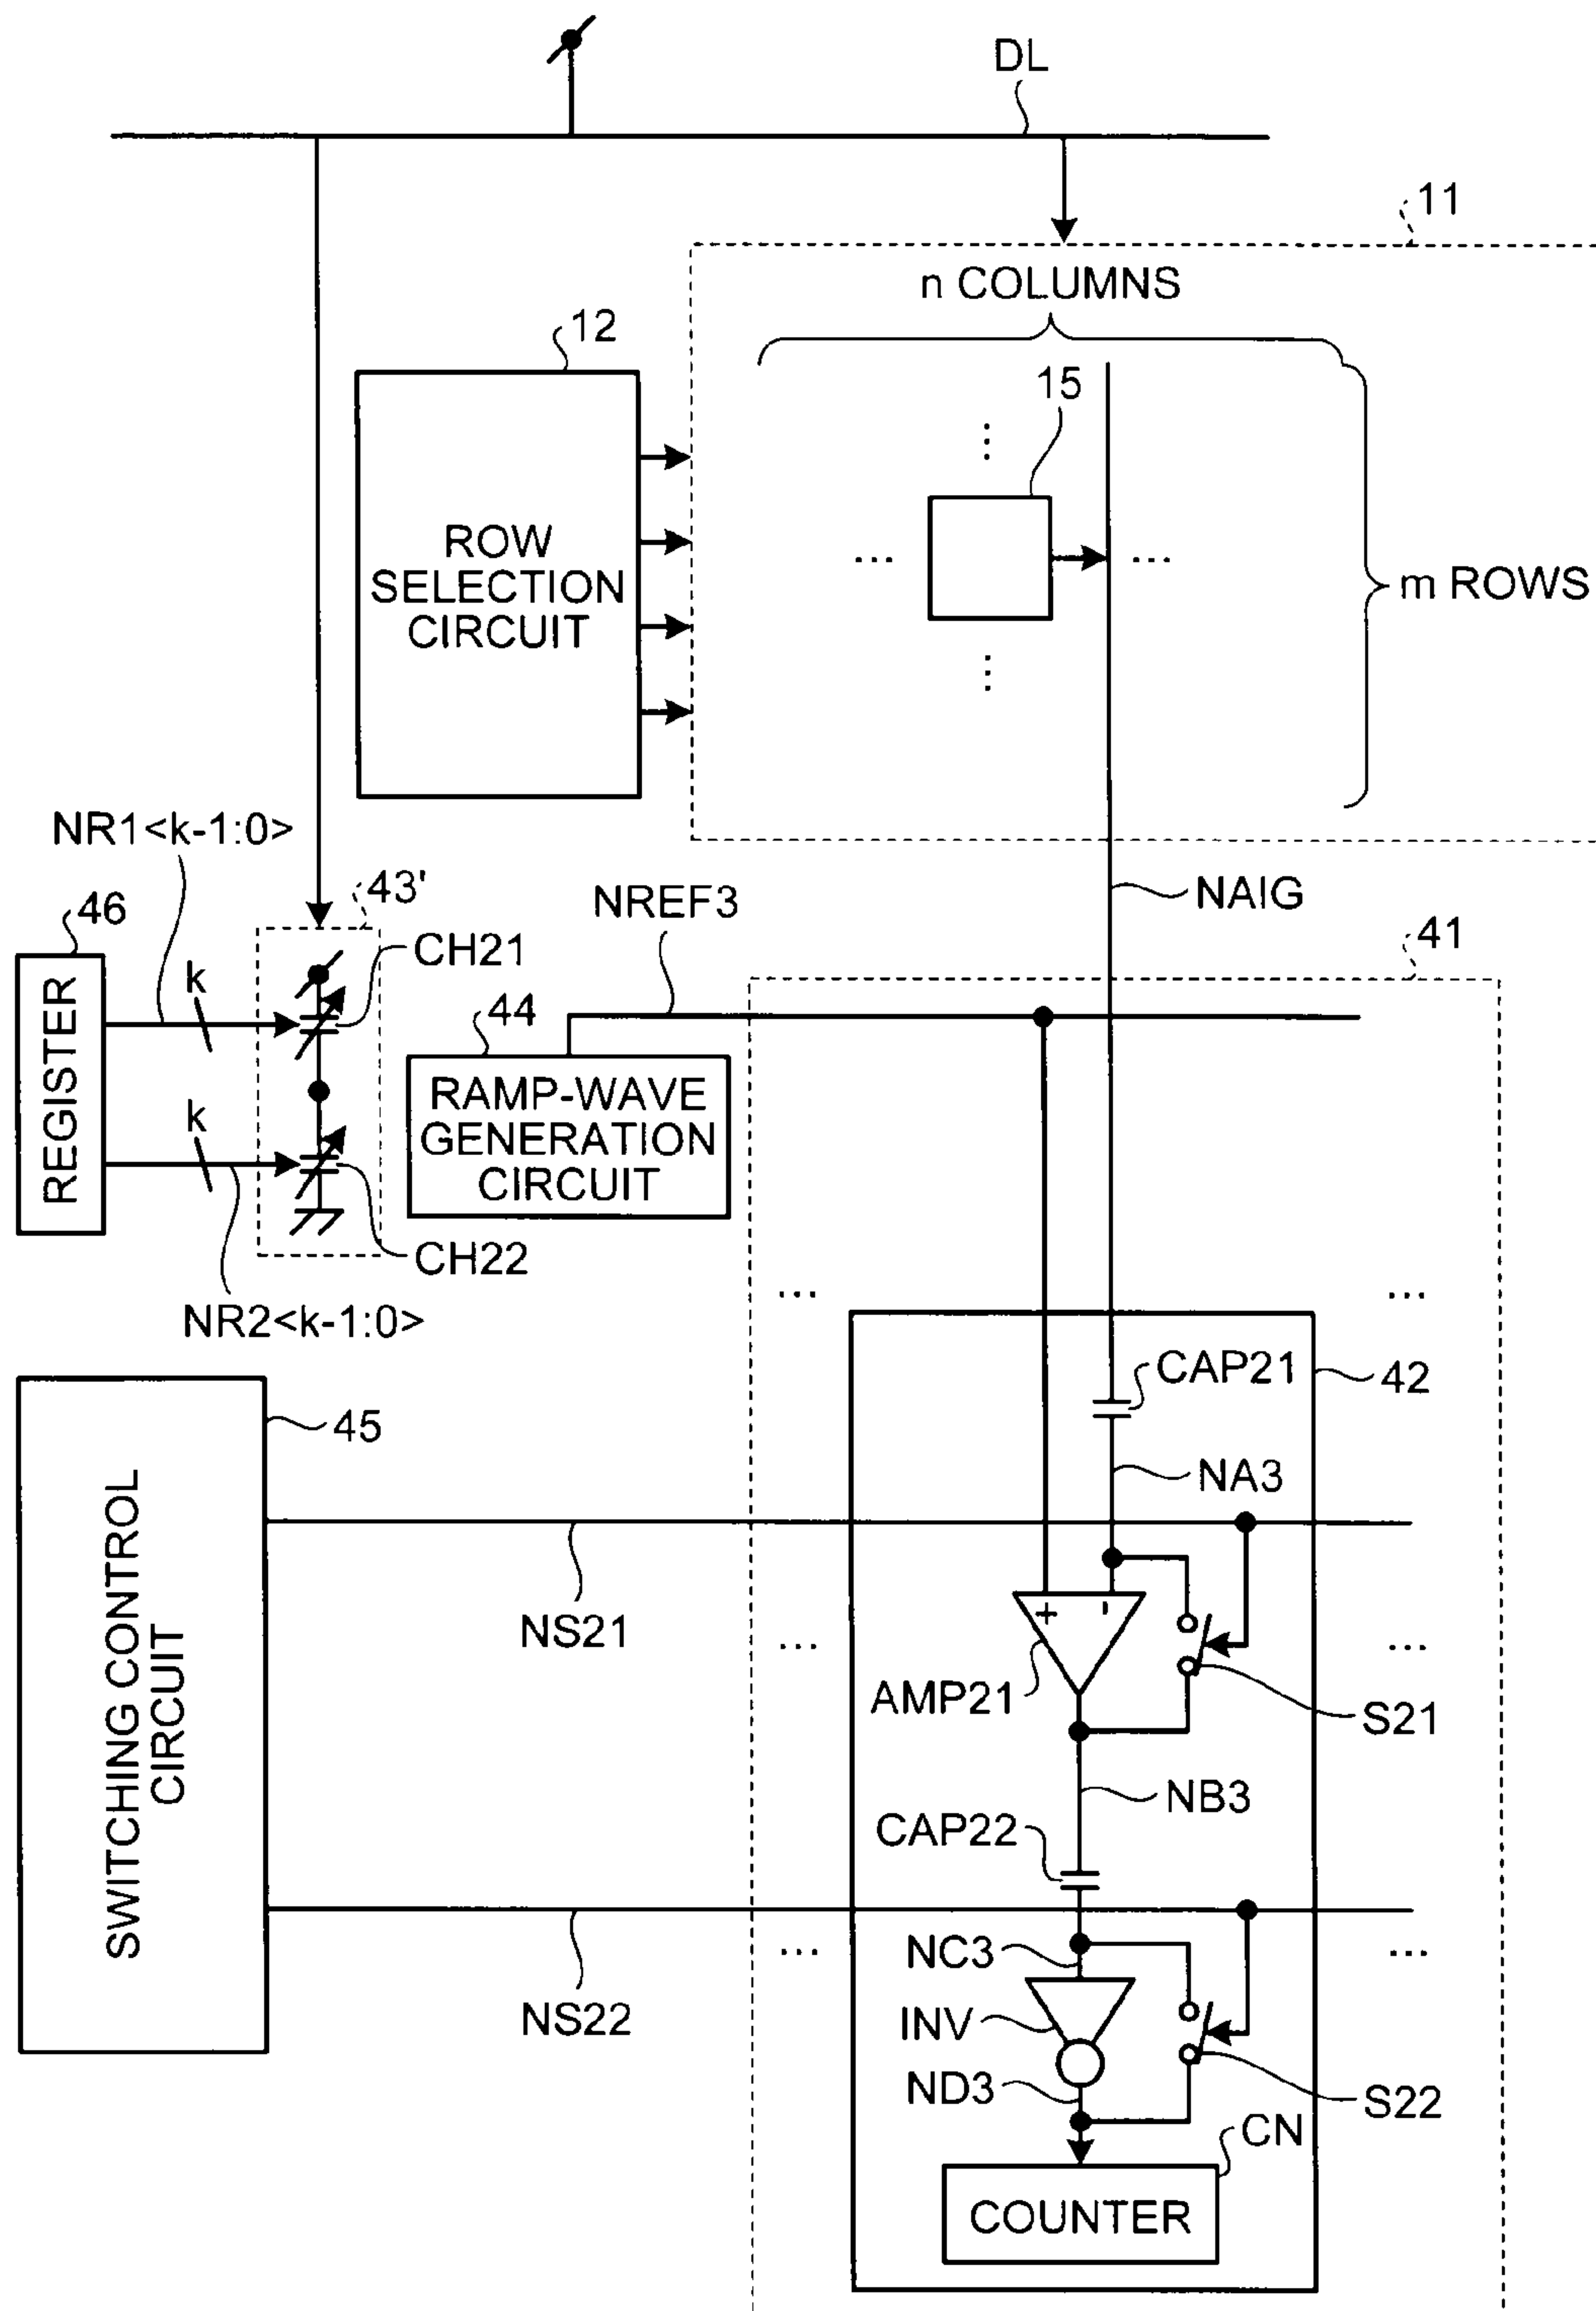 DL
11
n COLUMNS
12
15
...
ROW
SELECTION
CIRCUIT
... ...
m ROWS
...
NR1<k-1:0>
43'
46
NREF3
NAIG
41
CH21
k
44
REGISTER
RAMP-WAVE
GENERATION
CIRCUIT
k
CH22
NR2<k-1:0>
... ...
CAP21
42
45
NA3
SWITCHING CONTROL
CIRCUIT
+ -
NS21
... ...
AMP21
S21
NB3
CAP22
NC3
... ...
NS22
INV
ND3
S22
CN
COUNTER